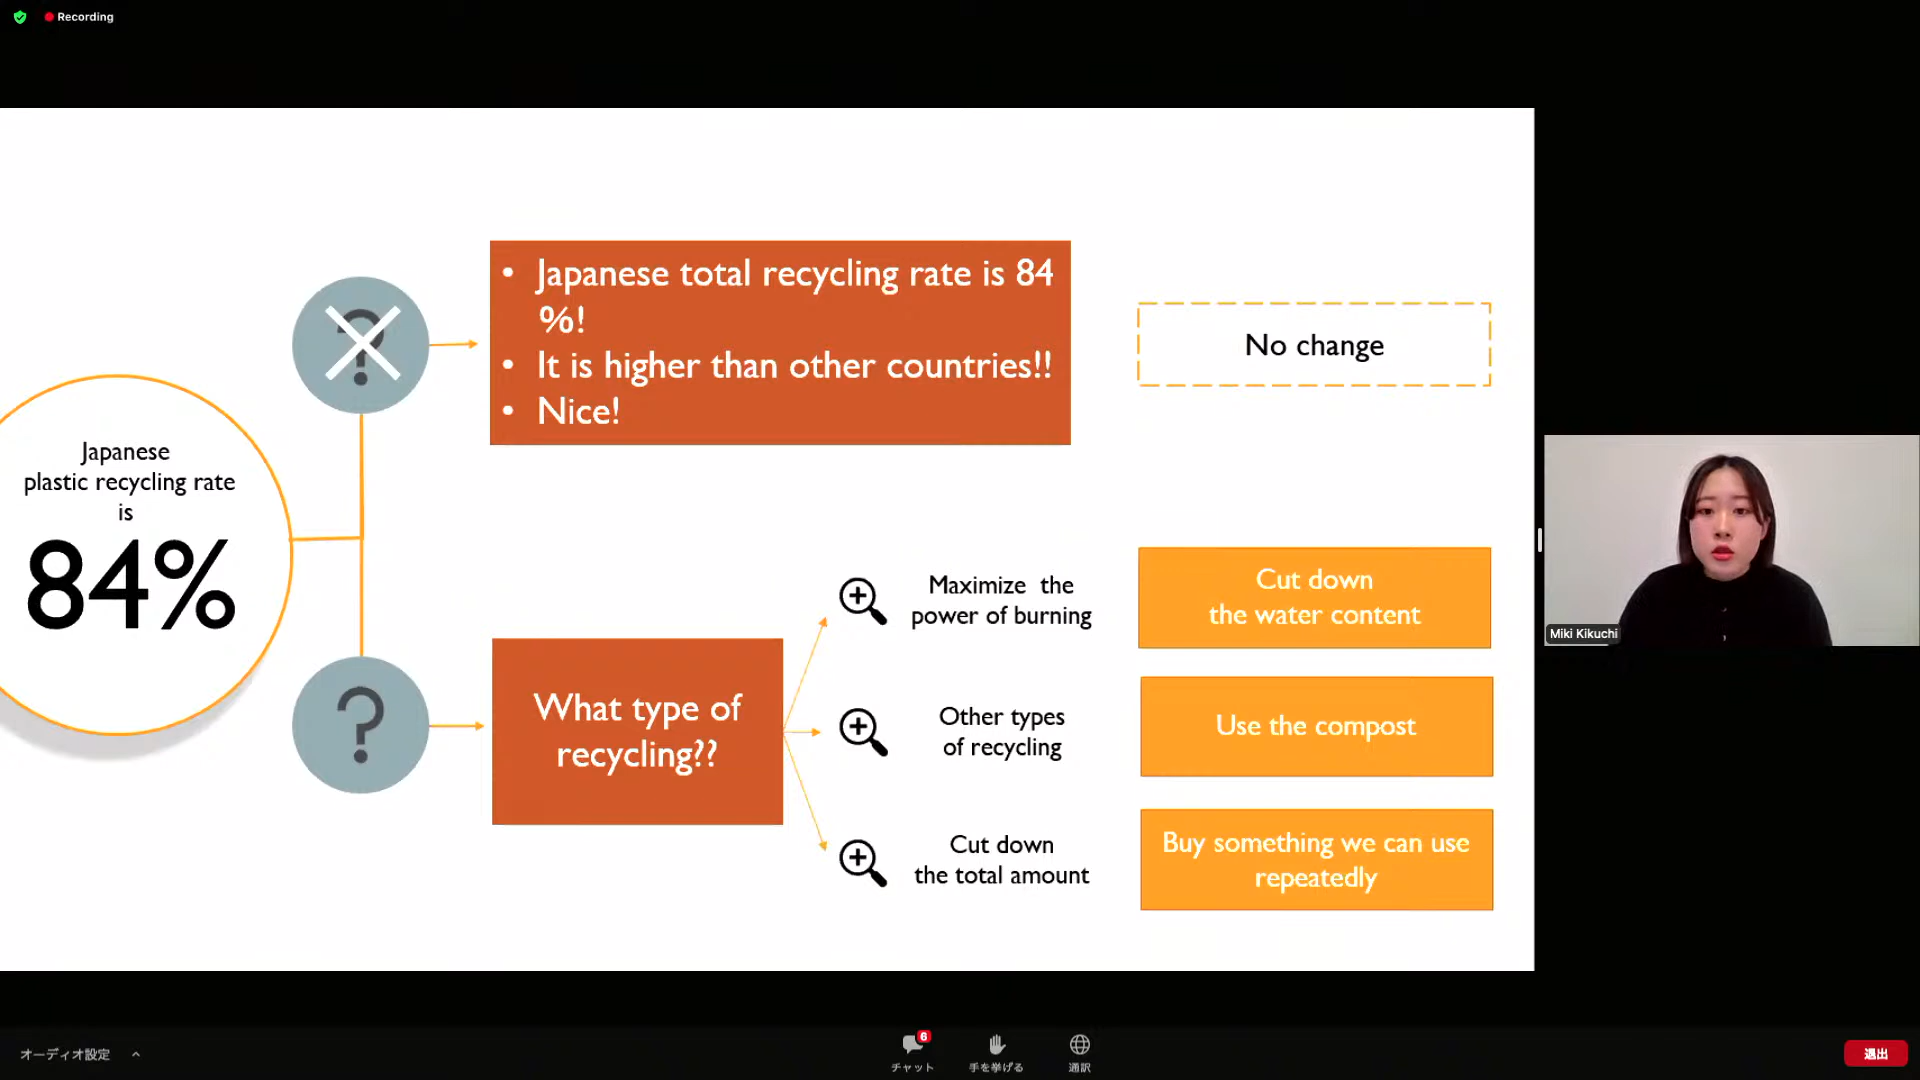 Recording
Japanese
plastic recycling rate
is
84%
• Japanese total recycling rate is 84
%!
• It is higher than other countries!!
• Nice!
No change
What type of
recycling??
Maximize the
power of burning
Cut down
the water content
Other types
of recycling
Use the compost
Cut down
the total amount
Buy something we can use
repeatedly
Miki Kikuchi
オーディオ設定
6
チャット
手を挙げる
通訳
退出